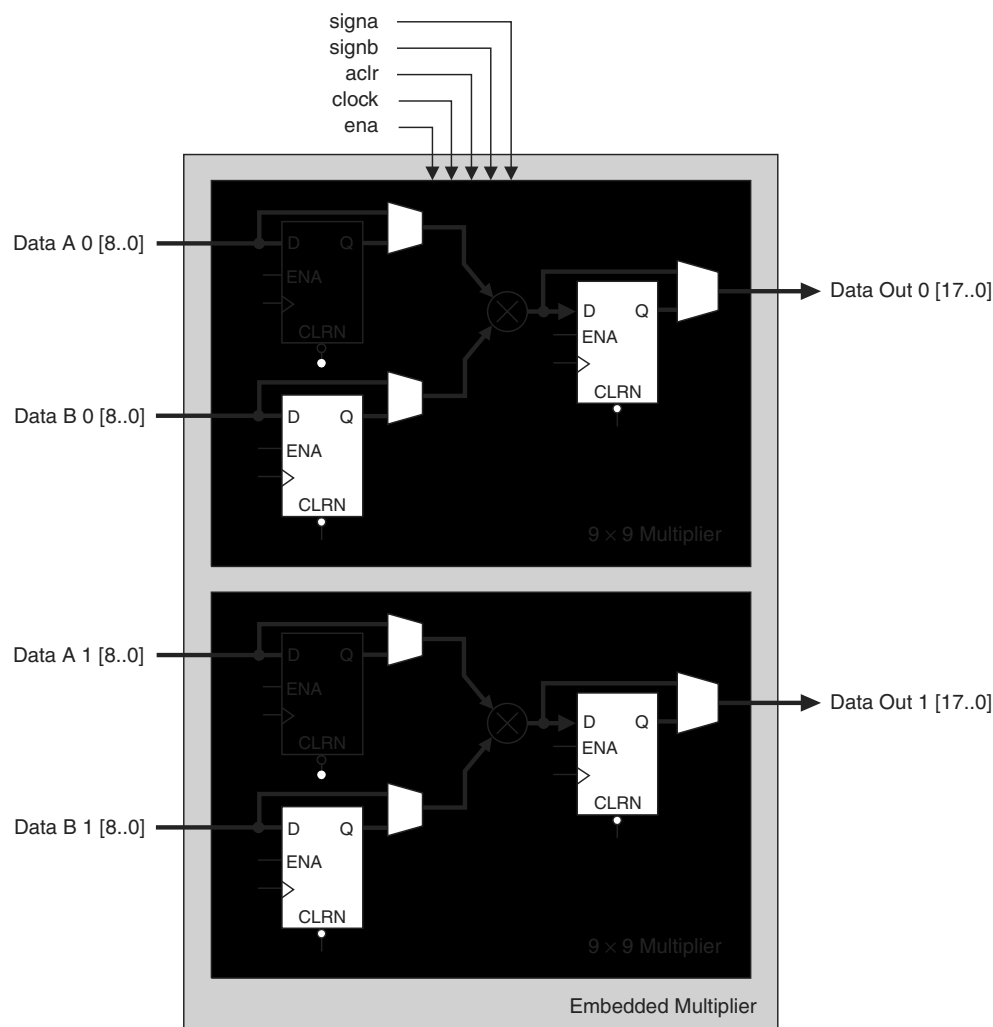 signa
signb
aclr
clock
ena
Data A 0 [8..0]
D Q
ENA
CLRN
Data B 0 [8..0]
D Q
ENA
CLRN
D Q
ENA
CLRN
Data Out 0 [17..0]
9 × 9 Multiplier
Data A 1 [8..0]
D Q
ENA
CLRN
Data B 1 [8..0]
D Q
ENA
CLRN
D Q
ENA
CLRN
Data Out 1 [17..0]
9 × 9 Multiplier
Embedded Multiplier